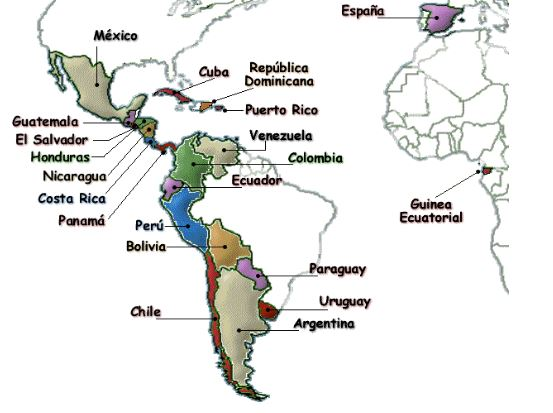 España
México
Cuba
República
Dominicana
Puerto Rico
Guatemala
El Salvador
Honduras
Nicaragua
Costa Rica
Panamá
Venezuela
Colombia
Ecuador
Perú
Bolivia
Guinea
Ecuatorial
Paraguay
Uruguay
Chile
Argentina